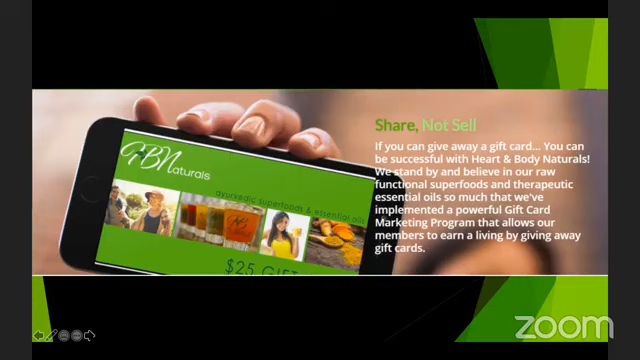 HBNaturals
ayurvedic superfoods & essential oils
$25 GIFT
Share, Not Sell
If you can give away a gift card... You can
be successful with Heart & Body Naturals!
We stand by and believe in our raw
functional superfoods and therapeutic
essential oils so much that we've
implemented a powerful Gift Card
Marketing Program that allows our
members to earn a living by giving away
gift cards.
zoom